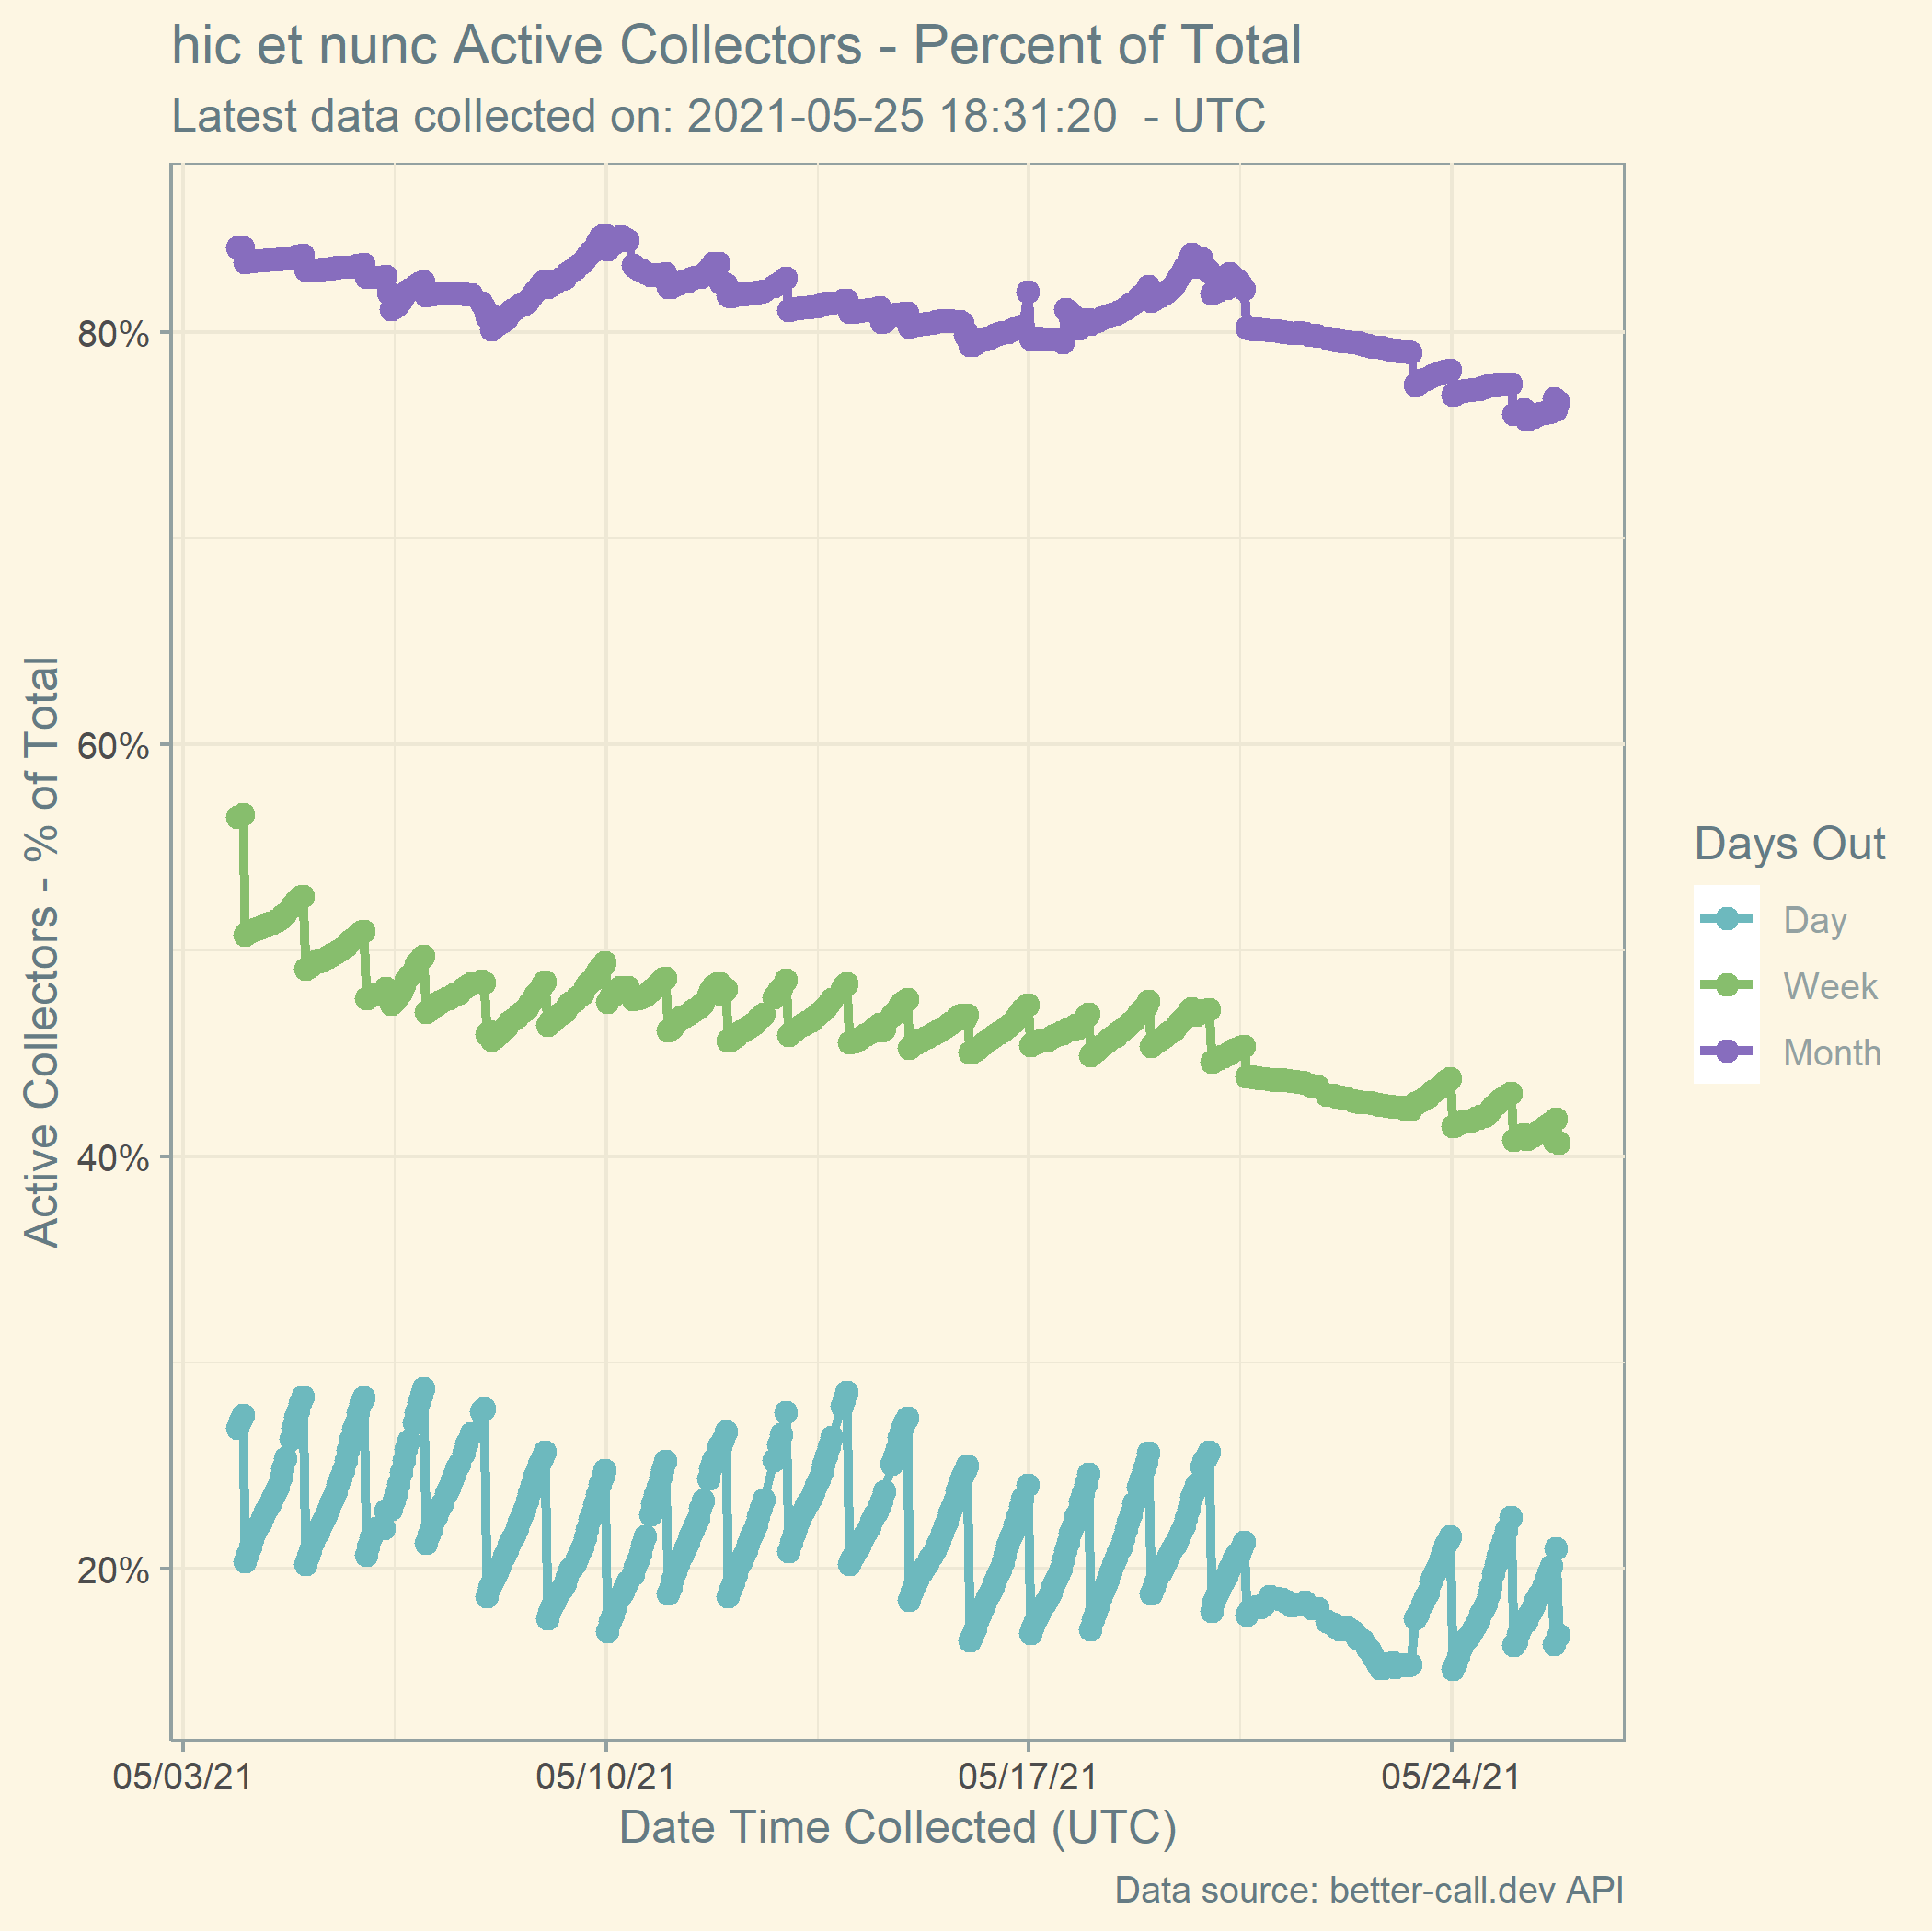 hic et nunc Active Collectors - Percent of Total
Latest data collected on: 2021-05-25 18:31:20  - UTC
Active Collectors - % of Total
80%
60%
40%
20%
05/03/21
05/10/21
05/17/21
05/24/21
Date Time Collected (UTC)
Days Out
Day
Week
Month
Data source: better-call.dev API